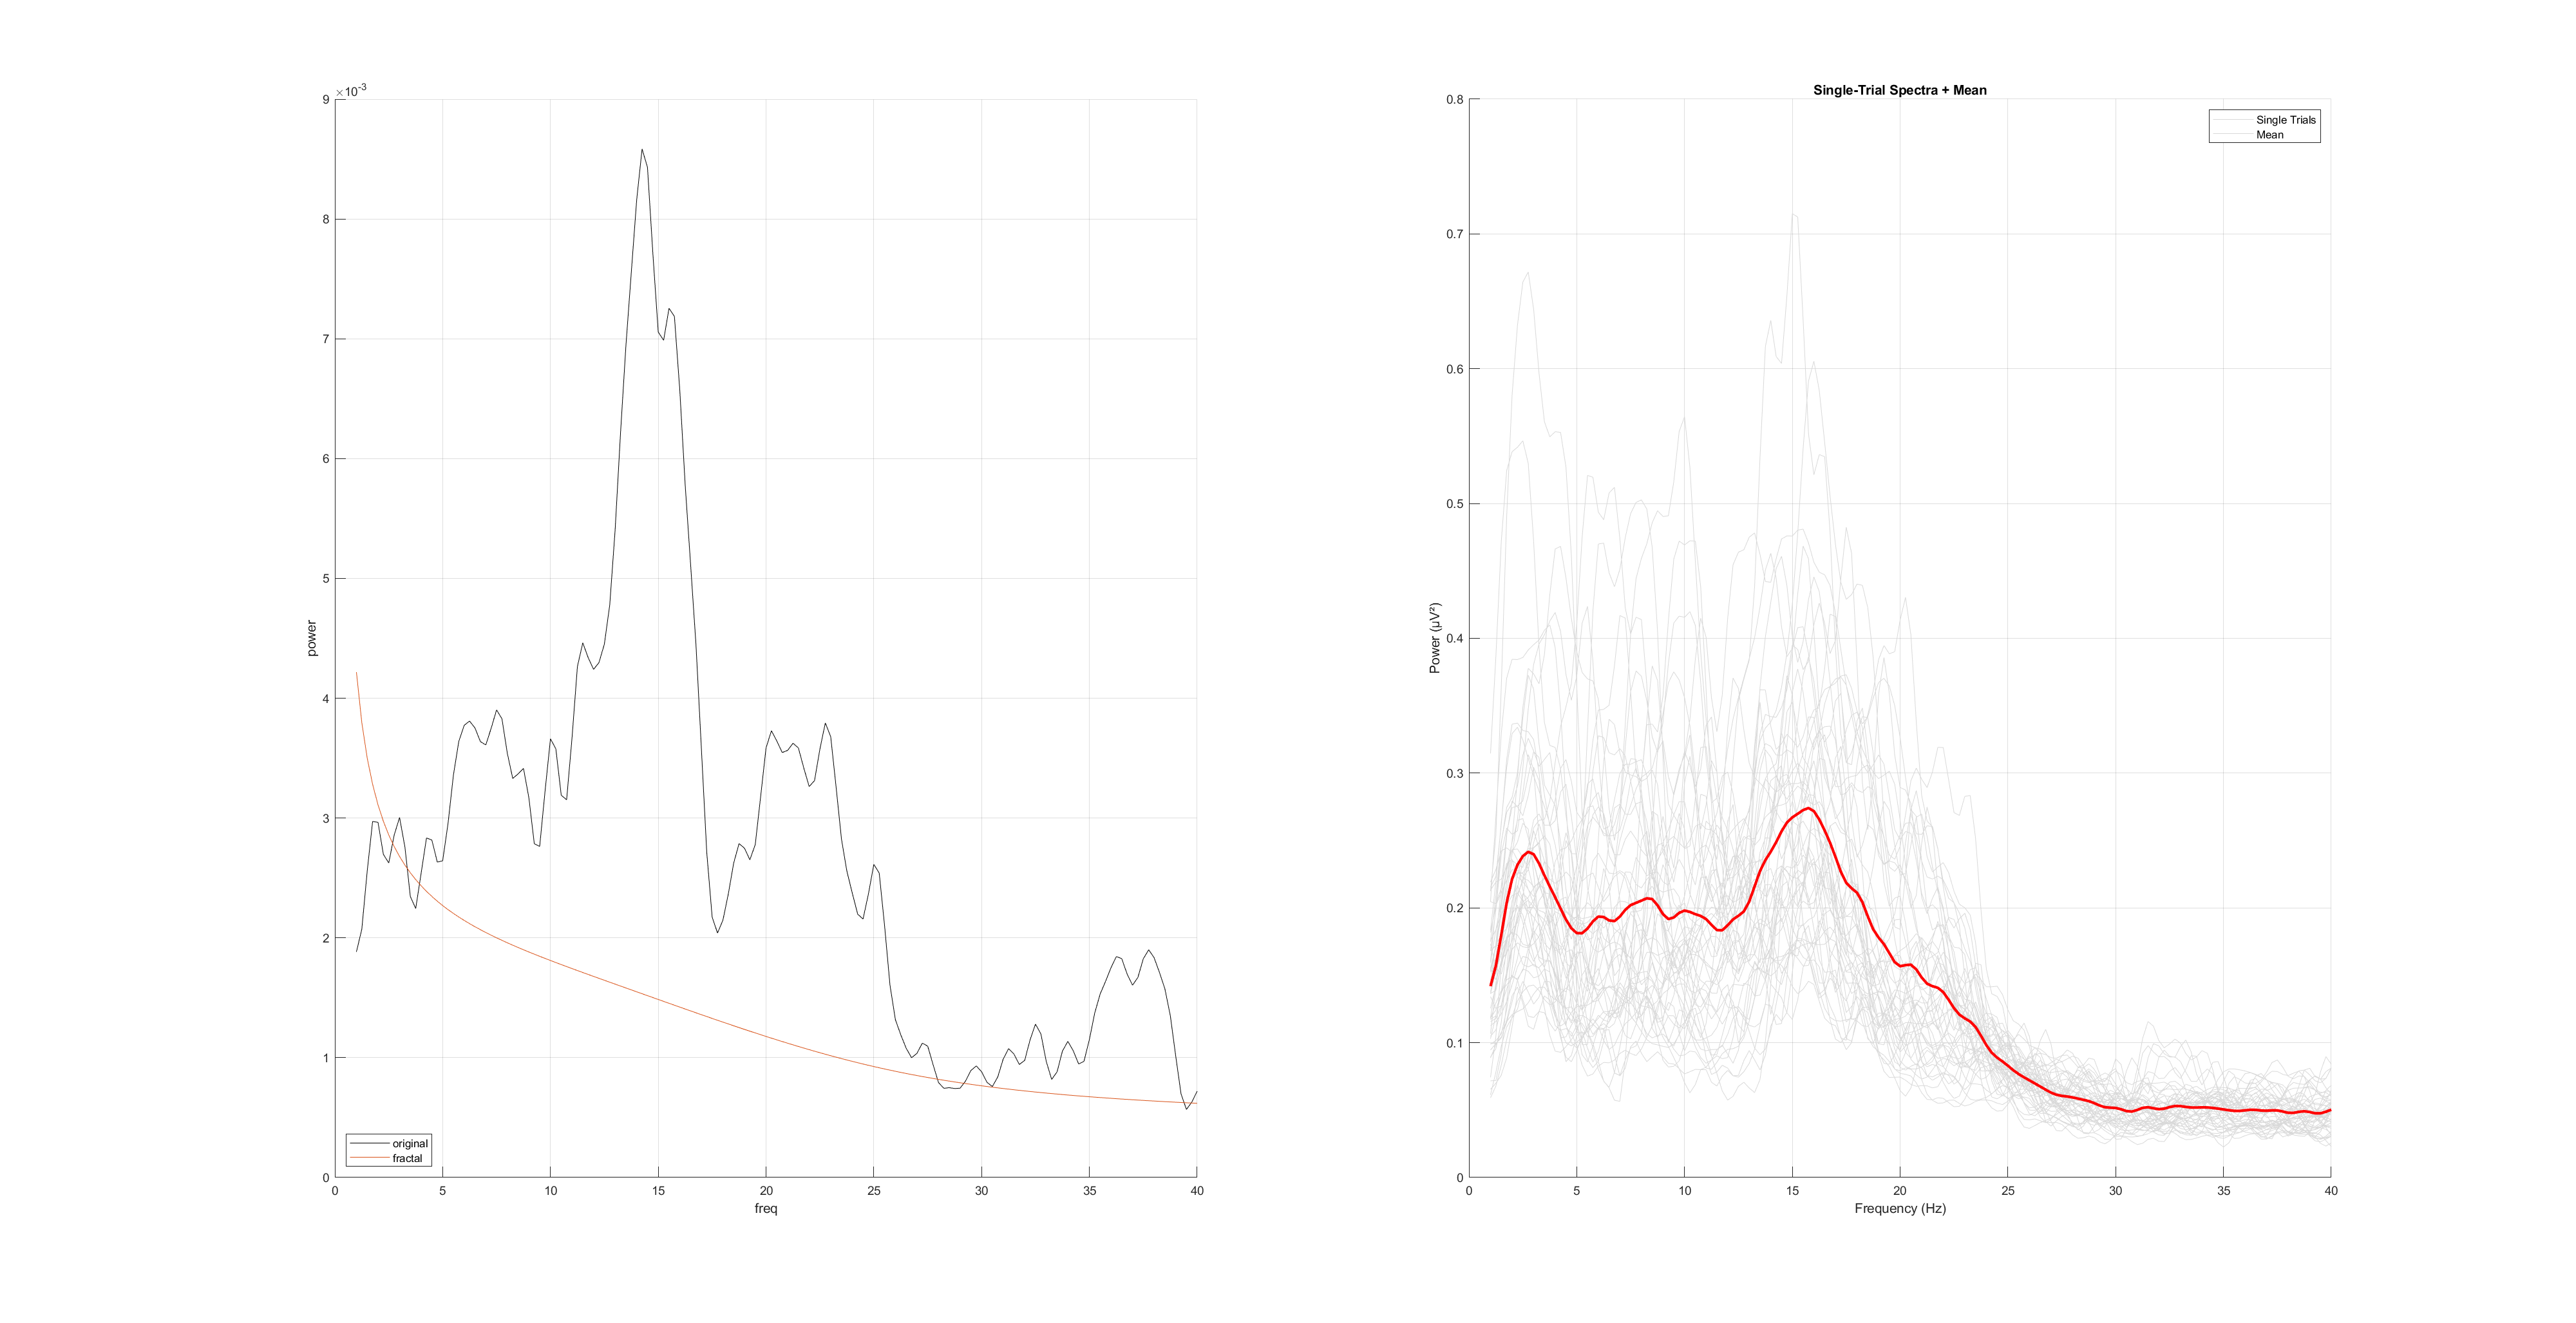 ×10-3
9
8
7
6
5
4
3
2
1
0
power
0 5 10 15 20 25 30 35 40
freq
original
fractal
Single-Trial Spectra + Mean
0.8
0.7
0.6
0.5
0.4
0.3
0.2
0.1
0
Power (µV²)
0 5 10 15 20 25 30 35 40
Frequency (Hz)
Single Trials
Mean